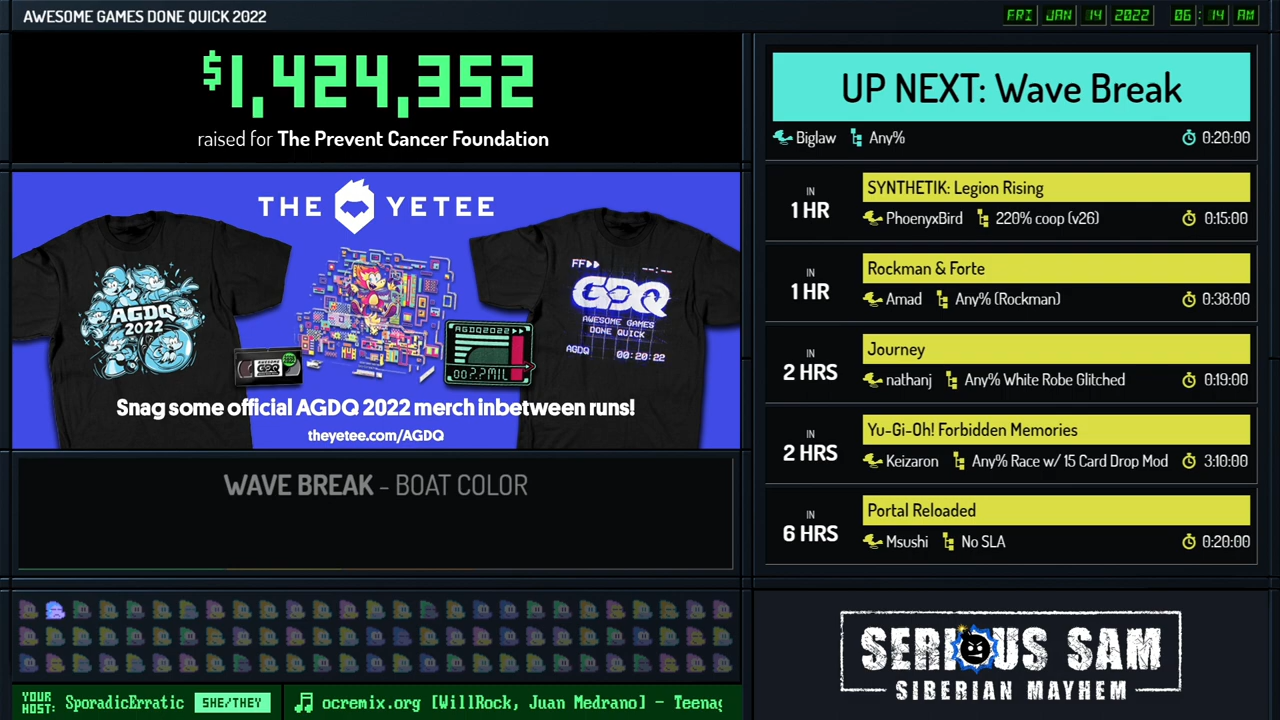 AWESOME GAMES DONE QUICK 2022
FRI JAN 14 2022 06:14 AM
$1,424,352
raised for The Prevent Cancer Foundation
THE YETEE
AGDQ
2022
AWESOME
GDQ
AGDQ2022
00?.?MIL
FF
--:--
GDQ
AWESOME GAMES
DONE QUICK
AGDQ 00:20:22
Snag some official AGDQ 2022 merch inbetween runs!
theyetee.com/AGDQ
WAVE BREAK - BOAT COLOR
YOUR HOST: SporadicErratic SHE/THEY
ocremix.org [WillRock, Juan Medrano] - Teenag
UP NEXT: Wave Break
Biglaw Any% 0:20:00
IN 1 HR
SYNTHETIK: Legion Rising
PhoenyxBird 220% coop (v26) 0:15:00
IN 1 HR
Rockman & Forte
Amad Any% (Rockman) 0:38:00
IN 2 HRS
Journey
nathanj Any% White Robe Glitched 0:19:00
IN 2 HRS
Yu-Gi-Oh! Forbidden Memories
Keizaron Any% Race w/ 15 Card Drop Mod 3:10:00
IN 6 HRS
Portal Reloaded
Msushi No SLA 0:20:00
SERIOUS SAM
SIBERIAN MAYHEM